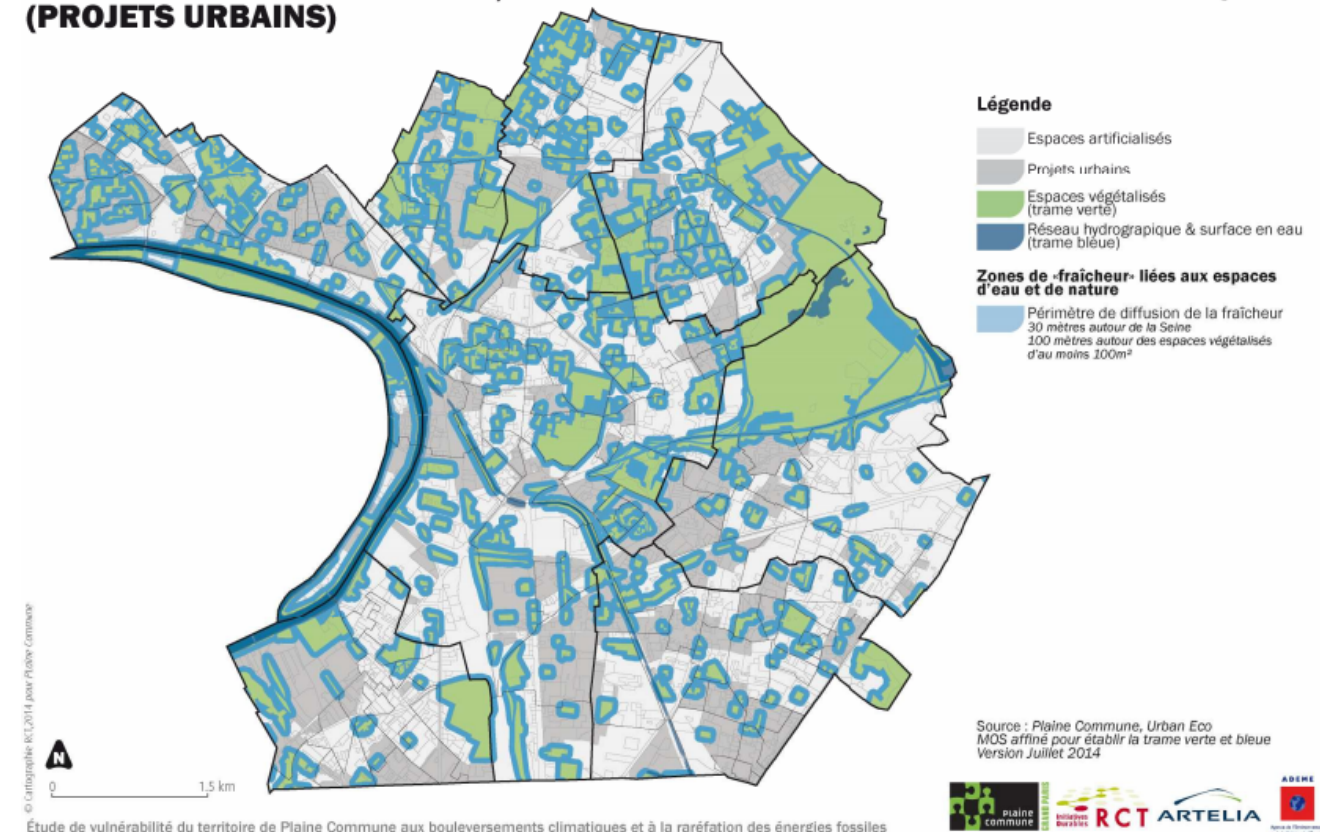 (PROJETS URBAINS)
Légende
Espaces artificialisés
Projets urbains
Espaces végétalisés
(trame verte)
Réseau hydrograpique & surface en eau
(trame bleue)
Zones de «fraîcheur» liées aux espaces
d'eau et de nature
Périmètre de diffusion de la fraîcheur
30 mètres autour de la Seine
100 mètres autour des espaces végétalisés
d'au moins 100m²
© Cartographie RCT,2014 pour Plaine Commune
N
0 1,5 km
Source : Plaine Commune, Urban Eco
MOS affiné pour établir la trame verte et bleue
Version Juillet 2014
plaine
commune
GRAND PARIS
Initiatives
Durables
RCT
ARTELIA
ADEME
Étude de vulnérabilité du territoire de Plaine Commune aux bouleversements climatiques et à la raréfation des énergies fossiles